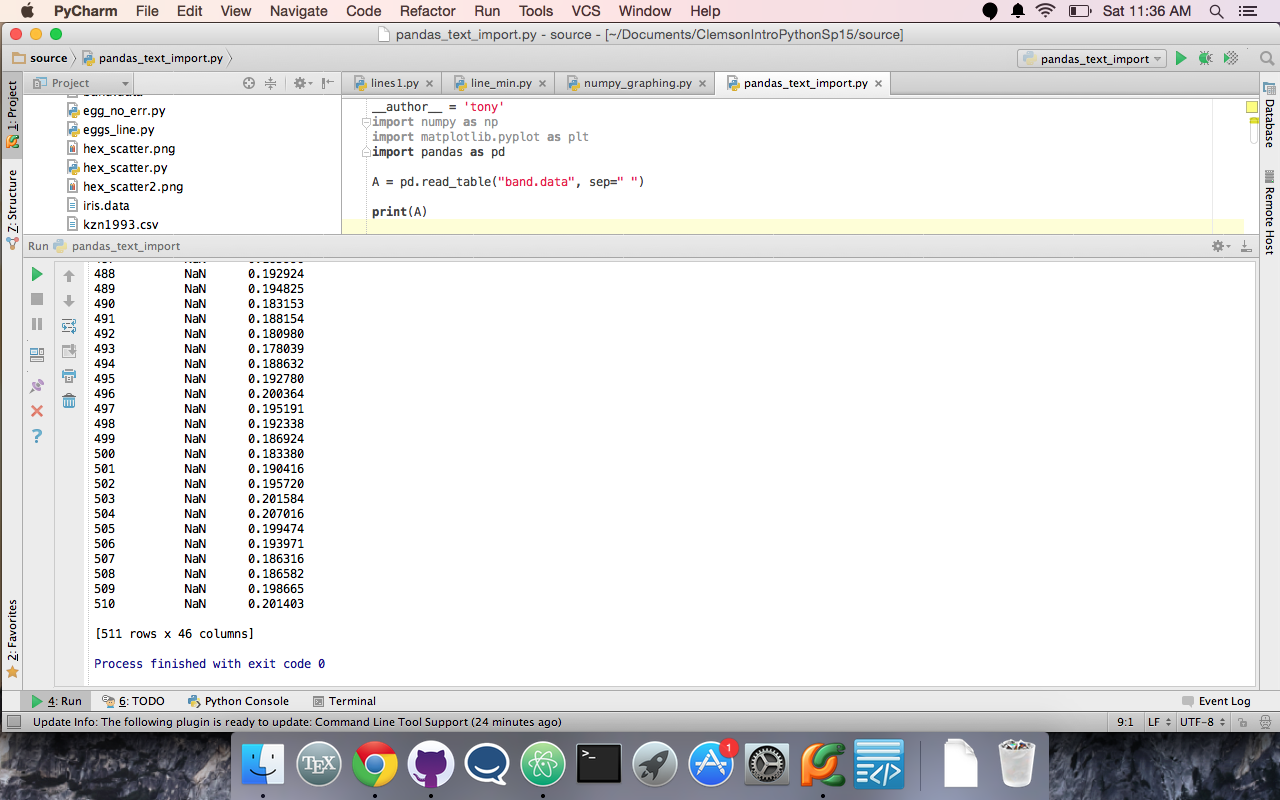 PyCharm File Edit View Navigate Code Refactor Run Tools VCS Window Help Sat 11:36 AM
pandas_text_import.py - source - [~/Documents/ClemsonIntroPythonSp15/source]
source pandas_text_import.py pandas_text_import
1: Project
Z: Structure
2: Favorites
Project
egg_no_err.py
eggs_line.py
hex_scatter.png
hex_scatter.py
hex_scatter2.png
iris.data
kzn1993.csv
lines1.py line_min.py numpy_graphing.py pandas_text_import.py
__author__ = 'tony'
import numpy as np
import matplotlib.pyplot as plt
import pandas as pd
A = pd.read_table("band.data", sep=" ")
print(A)
Database
Remote Host
Run pandas_text_import
488 NaN 0.192924
489 NaN 0.194825
490 NaN 0.183153
491 NaN 0.188154
492 NaN 0.180980
493 NaN 0.178039
494 NaN 0.188632
495 NaN 0.192780
496 NaN 0.200364
497 NaN 0.195191
498 NaN 0.192338
499 NaN 0.186924
500 NaN 0.183380
501 NaN 0.190416
502 NaN 0.195720
503 NaN 0.201584
504 NaN 0.207016
505 NaN 0.199474
506 NaN 0.193971
507 NaN 0.186316
508 NaN 0.186582
509 NaN 0.198665
510 NaN 0.201403
[511 rows x 46 columns]
Process finished with exit code 0
4: Run 6: TODO Python Console Terminal Event Log
Update Info: The following plugin is ready to update: Command Line Tool Support (24 minutes ago) 9:1 LF UTF-8
TEX
1